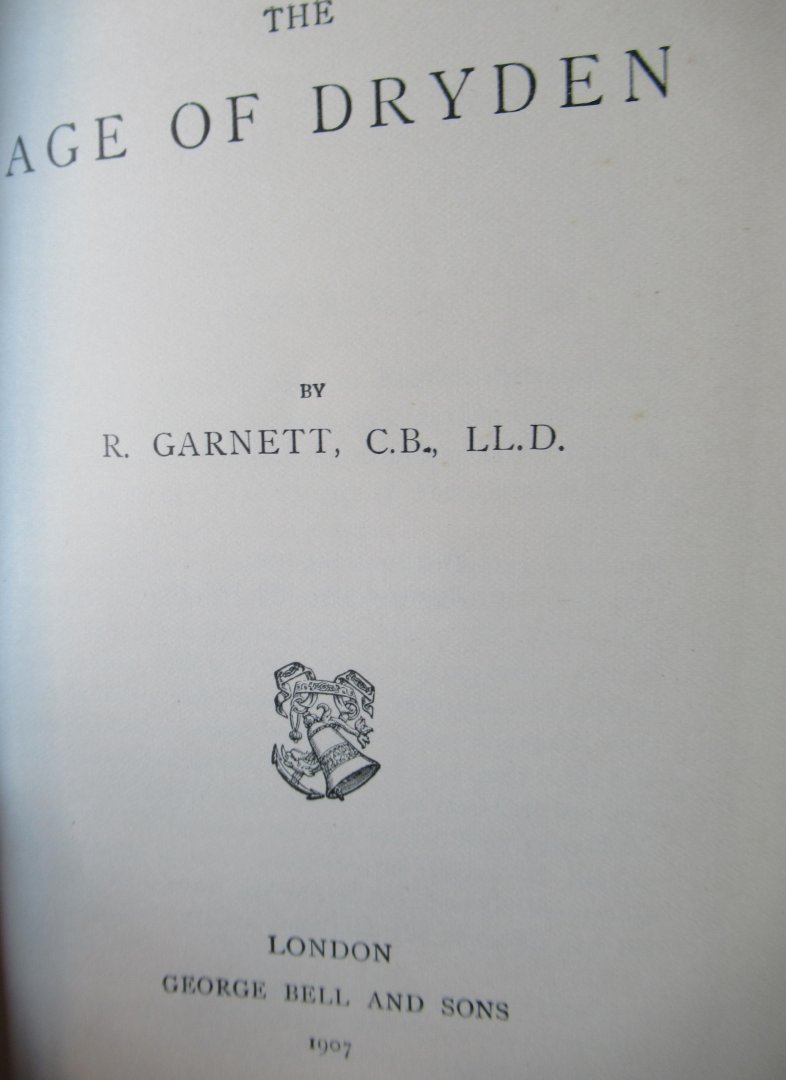 THE
AGE OF DRYDEN
BY
R. GARNETT, C.B., LL.D.
LONDON
GEORGE BELL AND SONS
1907